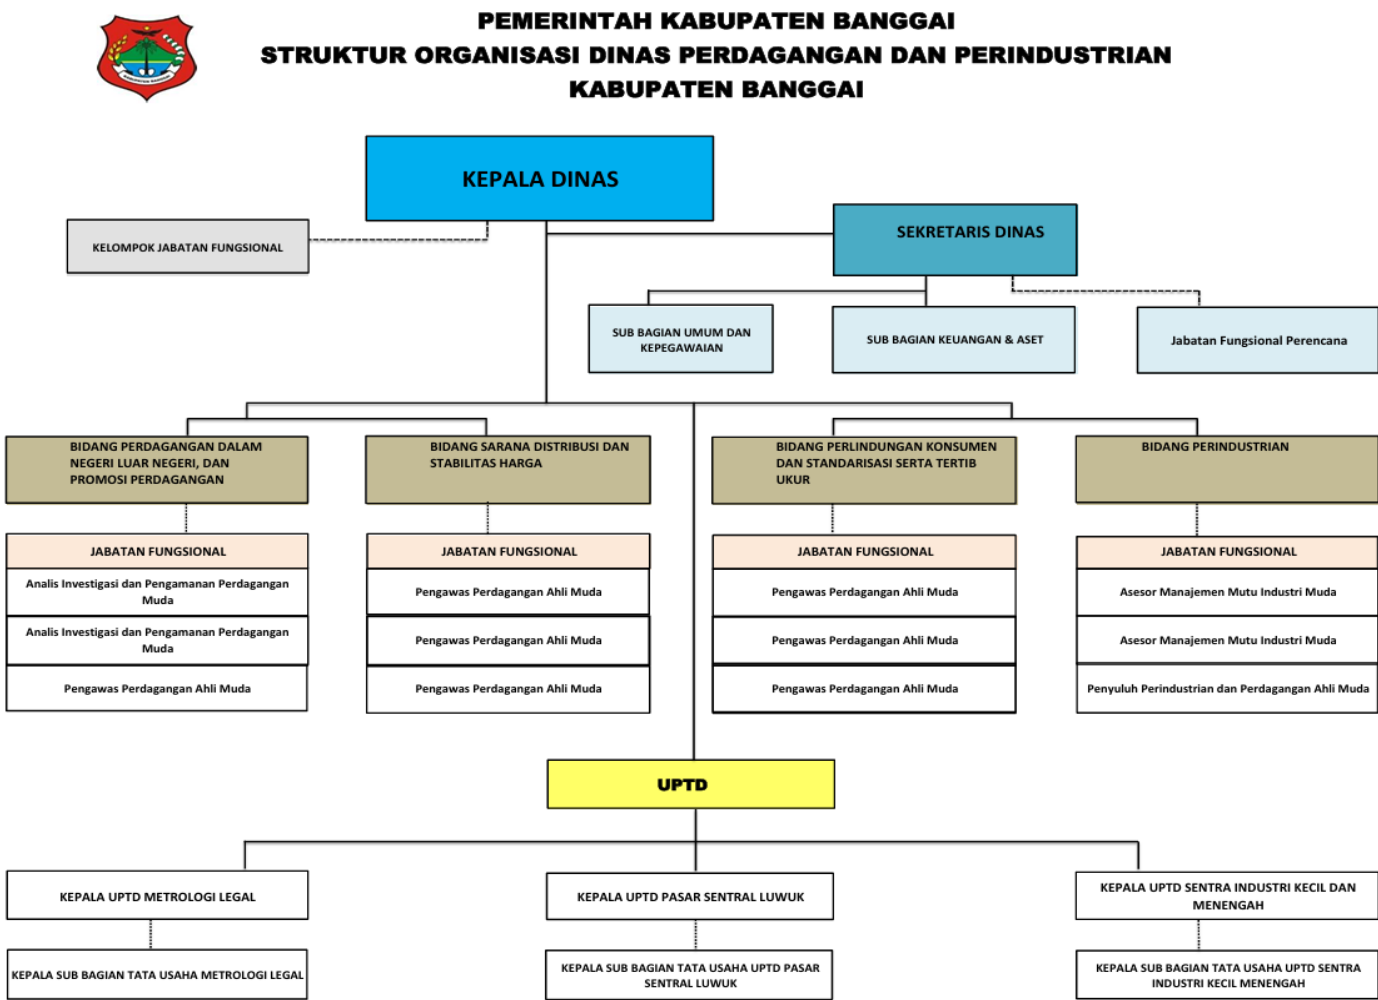 PEMERINTAH KABUPATEN BANGGAI
STRUKTUR ORGANISASI DINAS PERDAGANGAN DAN PERINDUSTRIAN
KABUPATEN BANGGAI
KEPALA DINAS
KELOMPOK JABATAN FUNGSIONAL
SEKRETARIS DINAS
SUB BAGIAN UMUM DAN
KEPEGAWAIAN
SUB BAGIAN KEUANGAN & ASET
Jabatan Fungsional Perencana
BIDANG PERDAGANGAN DALAM
NEGERI LUAR NEGERI, DAN
PROMOSI PERDAGANGAN
BIDANG SARANA DISTRIBUSI DAN
STABILITAS HARGA
BIDANG PERLINDUNGAN KONSUMEN
DAN STANDARISASI SERTA TERTIB
UKUR
BIDANG PERINDUSTRIAN
JABATAN FUNGSIONAL
Analis Investigasi dan Pengamanan Perdagangan
Muda
Analis Investigasi dan Pengamanan Perdagangan
Muda
Pengawas Perdagangan Ahli Muda
JABATAN FUNGSIONAL
Pengawas Perdagangan Ahli Muda
Pengawas Perdagangan Ahli Muda
Pengawas Perdagangan Ahli Muda
JABATAN FUNGSIONAL
Pengawas Perdagangan Ahli Muda
Pengawas Perdagangan Ahli Muda
Pengawas Perdagangan Ahli Muda
JABATAN FUNGSIONAL
Asesor Manajemen Mutu Industri Muda
Asesor Manajemen Mutu Industri Muda
Penyuluh Perindustrian dan Perdagangan Ahli Muda
UPTD
KEPALA UPTD METROLOGI LEGAL
KEPALA UPTD PASAR SENTRAL LUWUK
KEPALA UPTD SENTRA INDUSTRI KECIL DAN
MENENGAH
KEPALA SUB BAGIAN TATA USAHA METROLOGI LEGAL
KEPALA SUB BAGIAN TATA USAHA UPTD PASAR
SENTRAL LUWUK
KEPALA SUB BAGIAN TATA USAHA UPTD SENTRA
INDUSTRI KECIL MENENGAH